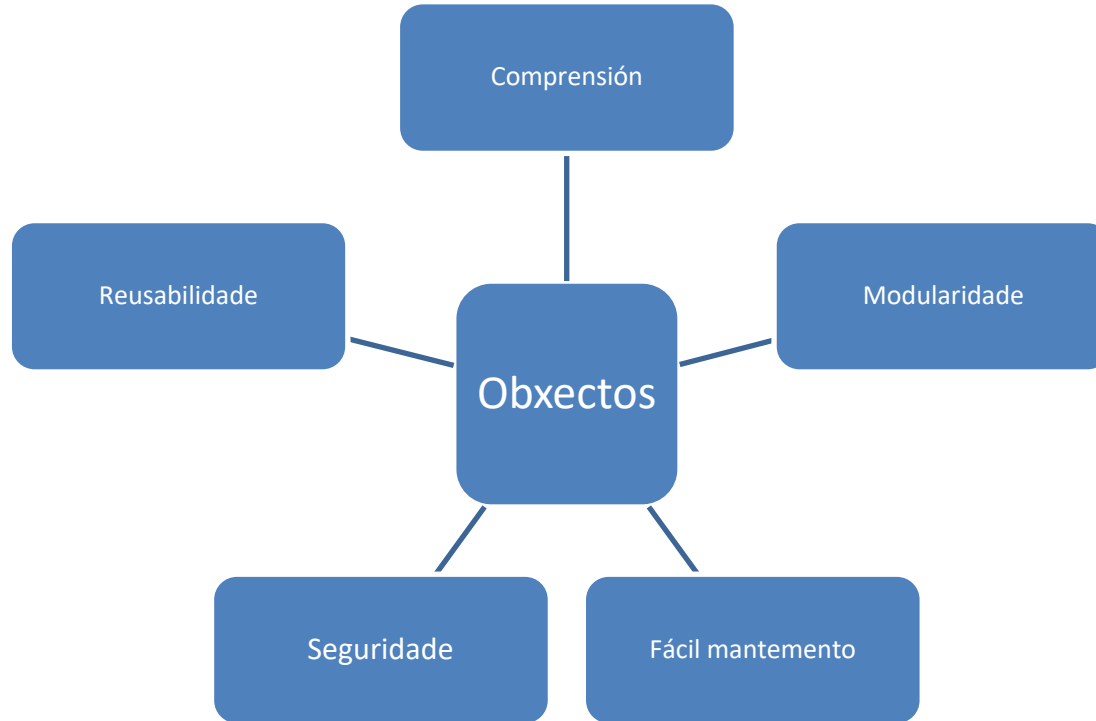 Comprensión
Reusabilidade
Modularidade
Obxectos
Seguridade
Fácil mantemento